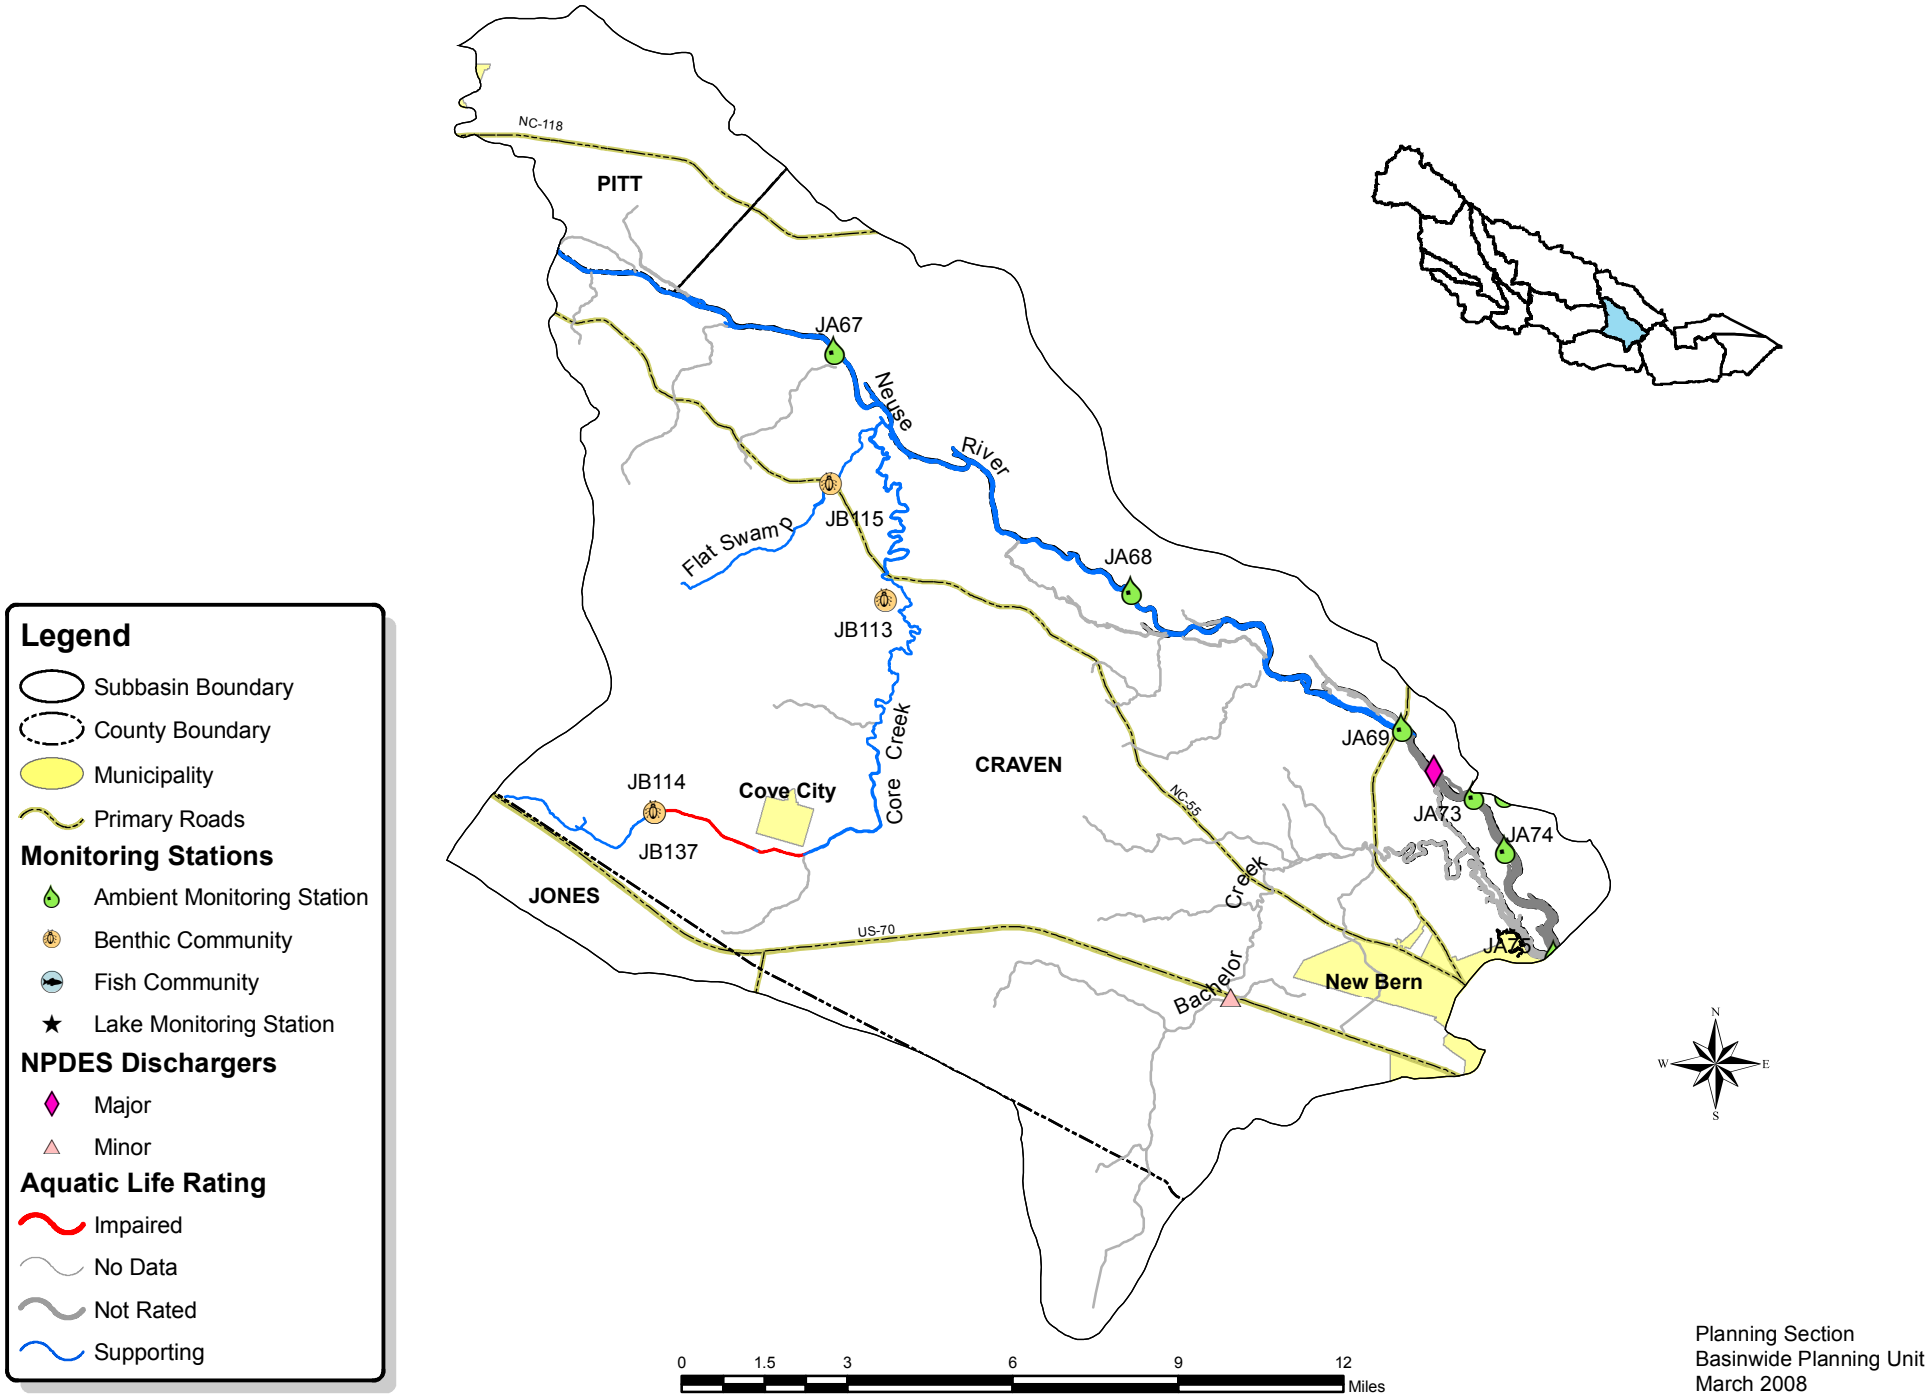 NC-118
PITT
JA67
Neuse
River
JB115
Flat Swamp
JA68
JB113
Legend
Subbasin Boundary
County Boundary
Municipality
Primary Roads
Monitoring Stations
Ambient Monitoring Station
Benthic Community
Fish Community
Lake Monitoring Station
NPDES Dischargers
Major
Minor
Aquatic Life Rating
Impaired
No Data
Not Rated
Supporting
Core Creek
CRAVEN
JA69
JB114
Cove City
NC-55
JA73
JA74
JB137
JONES
US-70
Bachelor Creek
JA75
New Bern
N
W
E
S
0
1.5
3
6
9
12
Miles
Planning Section
Basinwide Planning Unit
March 2008